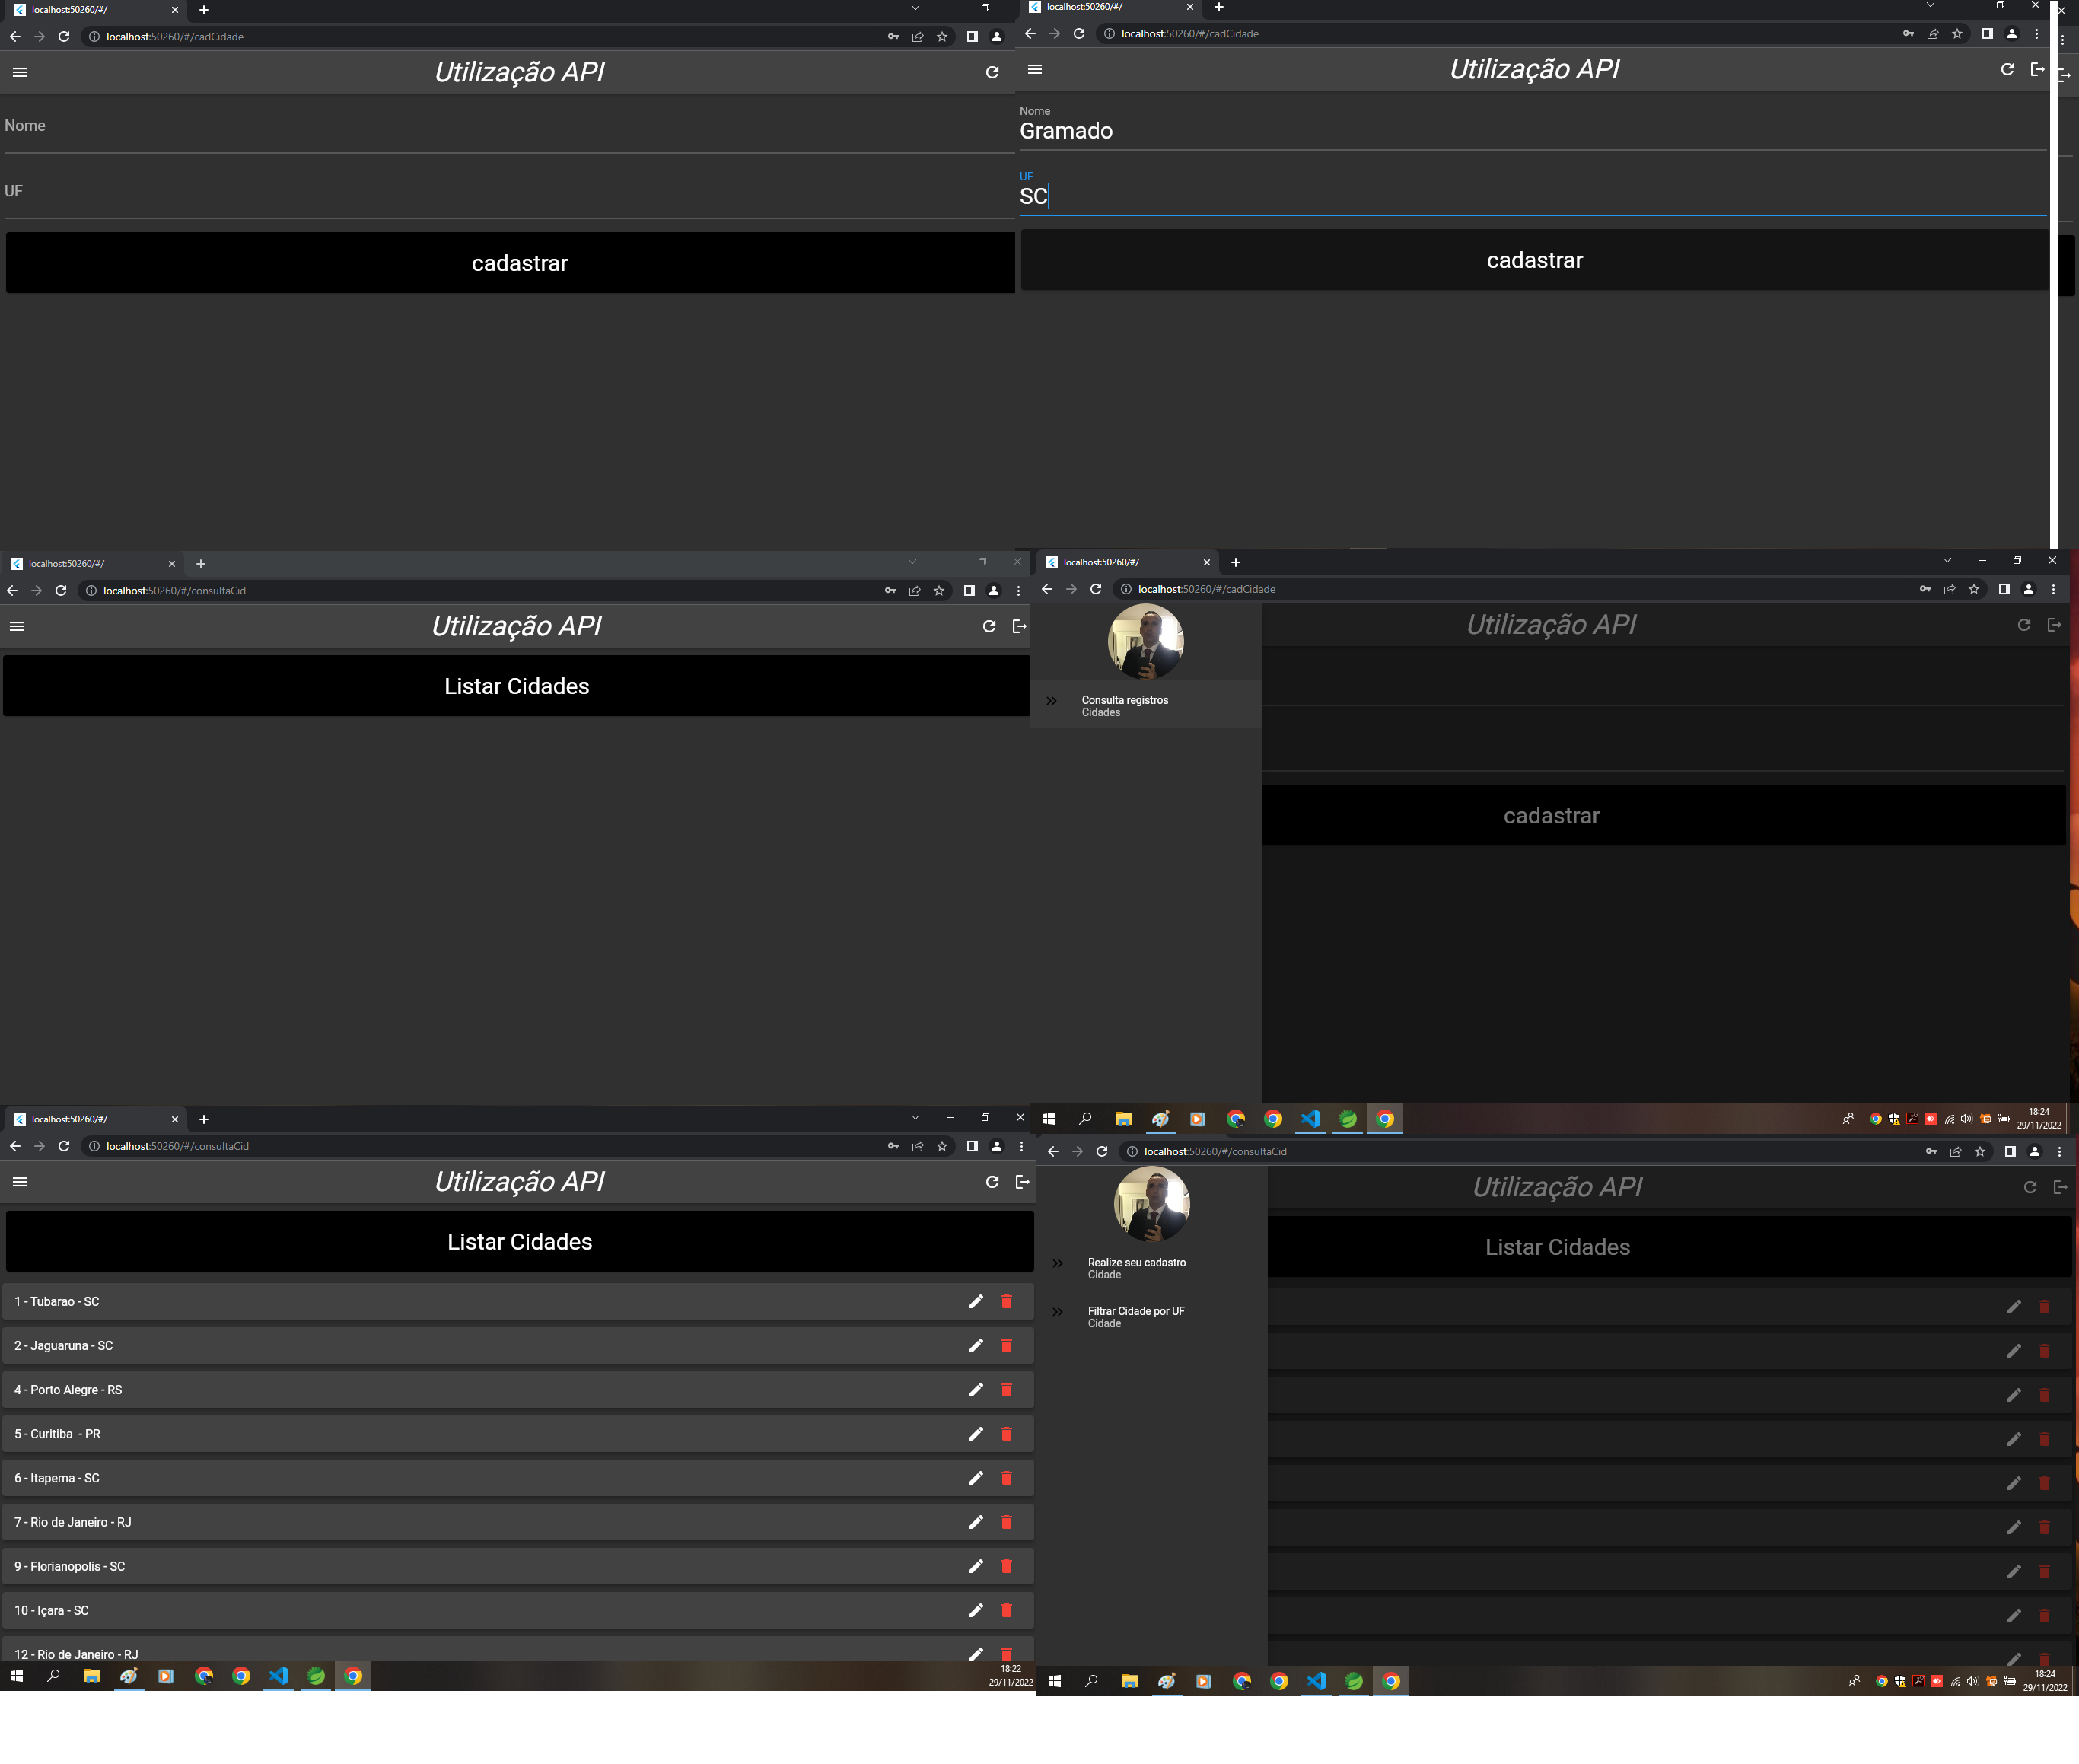 localhost:50260/#/
localhost:50260/#/cadCidade
Utilização API
Nome
UF
cadastrar
localhost:50260/#/
localhost:50260/#/cadCidade
Utilização API
Nome
Gramado
UF
SC
cadastrar
localhost:50260/#/
localhost:50260/#/consultaCid
Utilização API
Listar Cidades
localhost:50260/#/
localhost:50260/#/cadCidade
Utilização API
Consulta registros
Cidades
cadastrar
18:24
29/11/2022
localhost:50260/#/
localhost:50260/#/consultaCid
Utilização API
Listar Cidades
1 - Tubarao - SC
2 - Jaguaruna - SC
4 - Porto Alegre - RS
5 - Curitiba  - PR
6 - Itapema - SC
7 - Rio de Janeiro - RJ
9 - Florianopolis - SC
10 - Içara - SC
12 - Rio de Janeiro - RJ
18:22
29/11/2022
localhost:50260/#/consultaCid
Utilização API
Realize seu cadastro
Cidade
Filtrar Cidade por UF
Cidade
Listar Cidades
18:24
29/11/2022